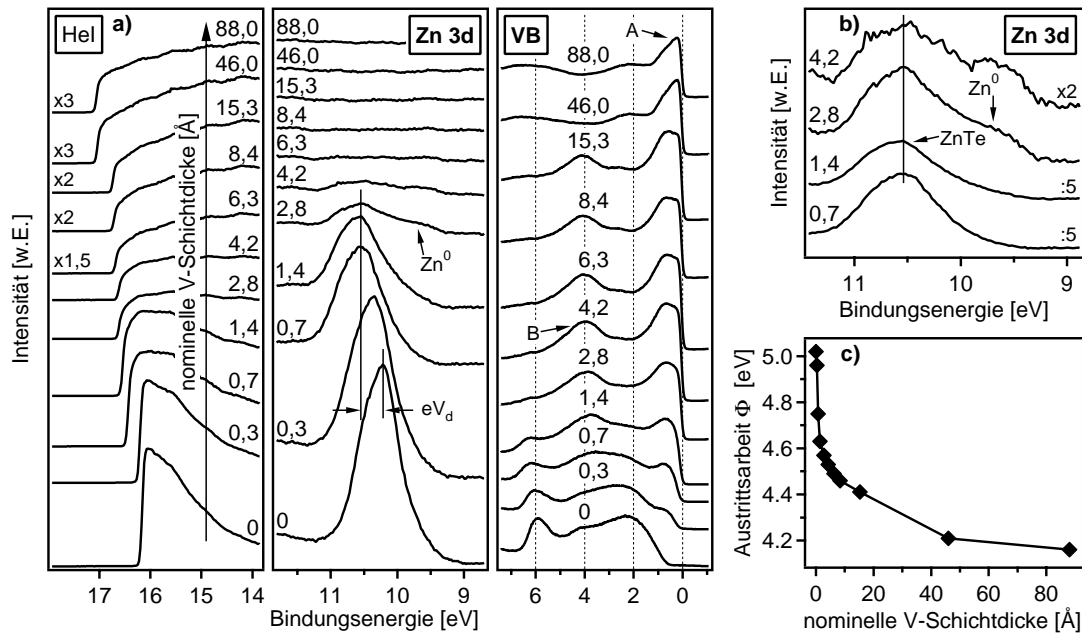 HeI
a)
88,0
46,0
x3
15,3
x3
8,4
x2
6,3
x2
4,2
x1,5
2,8
1,4
0,7
0,3
0
nominelle V-Schichtdicke [Å]
Intensität [w.E.]
17 16 15 14
Zn 3d
88,0
46,0
15,3
8,4
6,3
4,2
2,8
1,4
0,7
0,3
0
Zn⁰
eVd
11 10 9
Bindungsenergie [eV]
VB
A
88,0
46,0
15,3
8,4
6,3
4,2
B
2,8
1,4
0,7
0,3
0
6 4 2 0
b)
Zn 3d
4,2
x2
Zn⁰
2,8
ZnTe
1,4
:5
0,7
:5
Intensität [w.E.]
11 10 9
Bindungsenergie [eV]
c)
Austrittsarbeit Φ [eV]
5.0
4.8
4.6
4.4
4.2
0 20 40 60 80
nominelle V-Schichtdicke [Å]